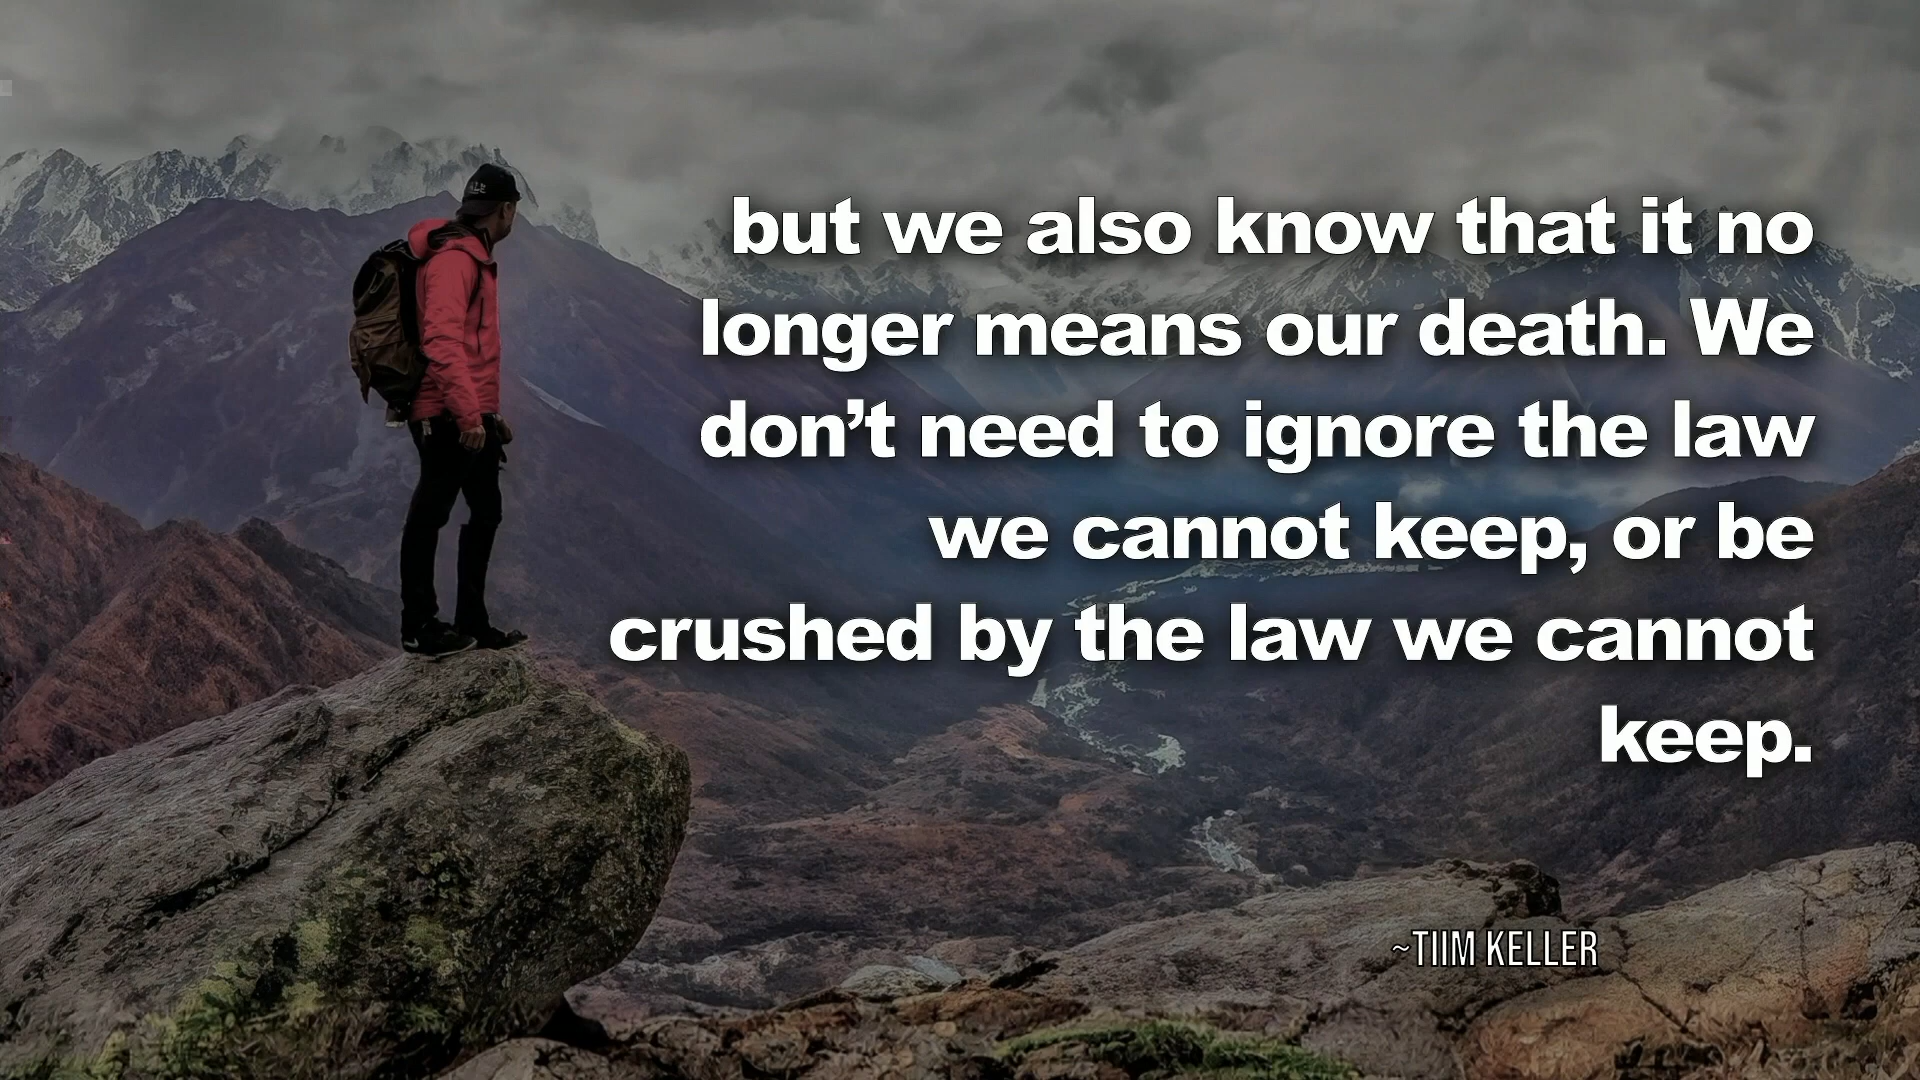 but we also know that it no
longer means our death. We
don’t need to ignore the law
we cannot keep, or be
crushed by the law we cannot
keep.
~TIIM KELLER